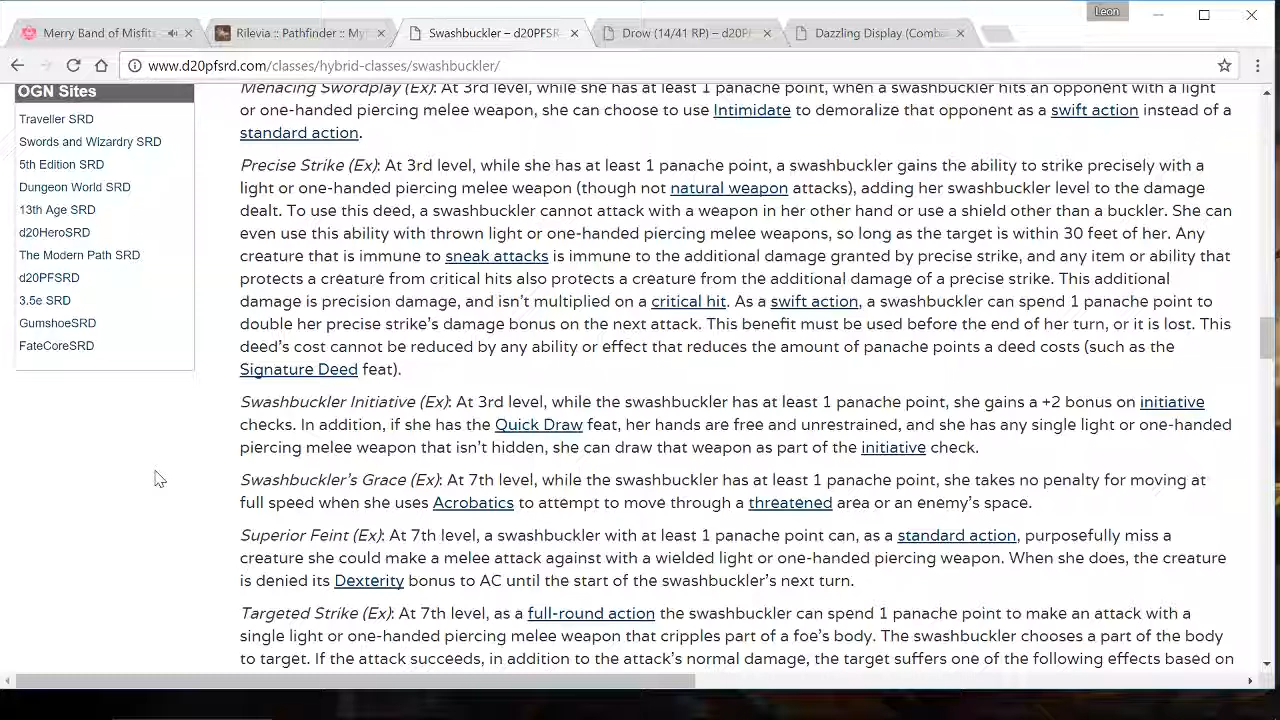 Leon
Merry Band of Misfits
Rilevia :: Pathfinder :: My
Swashbuckler – d20PFSR
Drow (14/41 RP) – d20P
Dazzling Display (Comb
www.d20pfsrd.com/classes/hybrid-classes/swashbuckler/
OGN Sites
Traveller SRD
Swords and Wizardry SRD
5th Edition SRD
Dungeon World SRD
13th Age SRD
d20HeroSRD
The Modern Path SRD
d20PFSRD
3.5e SRD
GumshoeSRD
FateCoreSRD
Menacing Swordplay (Ex): At 3rd level, while she has at least 1 panache point, when a swashbuckler hits an opponent with a light
or one-handed piercing melee weapon, she can choose to use Intimidate to demoralize that opponent as a swift action instead of a
standard action.
Precise Strike (Ex): At 3rd level, while she has at least 1 panache point, a swashbuckler gains the ability to strike precisely with a
light or one-handed piercing melee weapon (though not natural weapon attacks), adding her swashbuckler level to the damage
dealt. To use this deed, a swashbuckler cannot attack with a weapon in her other hand or use a shield other than a buckler. She can
even use this ability with thrown light or one-handed piercing melee weapons, so long as the target is within 30 feet of her. Any
creature that is immune to sneak attacks is immune to the additional damage granted by precise strike, and any item or ability that
protects a creature from critical hits also protects a creature from the additional damage of a precise strike. This additional
damage is precision damage, and isn't multiplied on a critical hit. As a swift action, a swashbuckler can spend 1 panache point to
double her precise strike's damage bonus on the next attack. This benefit must be used before the end of her turn, or it is lost. This
deed's cost cannot be reduced by any ability or effect that reduces the amount of panache points a deed costs (such as the
Signature Deed feat).
Swashbuckler Initiative (Ex): At 3rd level, while the swashbuckler has at least 1 panache point, she gains a +2 bonus on initiative
checks. In addition, if she has the Quick Draw feat, her hands are free and unrestrained, and she has any single light or one-handed
piercing melee weapon that isn't hidden, she can draw that weapon as part of the initiative check.
Swashbuckler's Grace (Ex): At 7th level, while the swashbuckler has at least 1 panache point, she takes no penalty for moving at
full speed when she uses Acrobatics to attempt to move through a threatened area or an enemy's space.
Superior Feint (Ex): At 7th level, a swashbuckler with at least 1 panache point can, as a standard action, purposefully miss a
creature she could make a melee attack against with a wielded light or one-handed piercing weapon. When she does, the creature
is denied its Dexterity bonus to AC until the start of the swashbuckler's next turn.
Targeted Strike (Ex): At 7th level, as a full-round action the swashbuckler can spend 1 panache point to make an attack with a
single light or one-handed piercing melee weapon that cripples part of a foe's body. The swashbuckler chooses a part of the body
to target. If the attack succeeds, in addition to the attack's normal damage, the target suffers one of the following effects based on